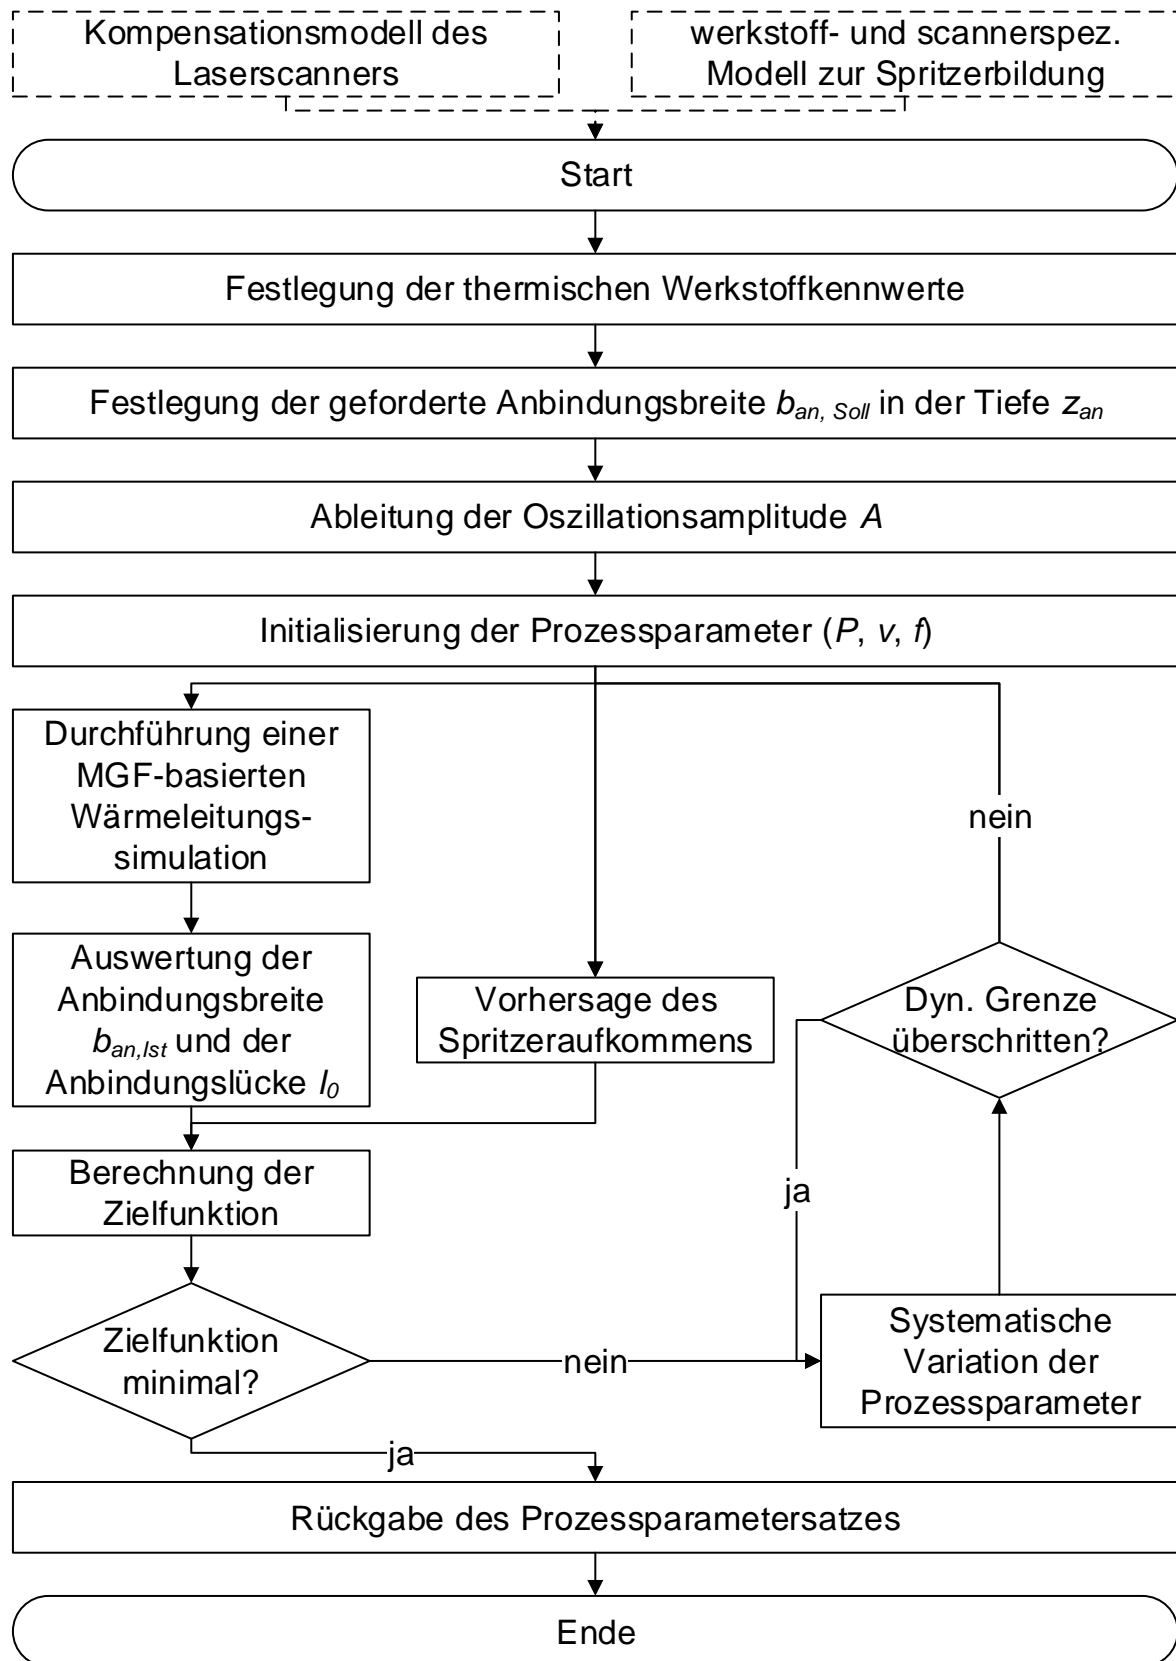 Kompensationsmodell des
Laserscanners
werkstoff- und scannerspez.
Modell zur Spritzerbildung
Start
Festlegung der thermischen Werkstoffkennwerte
Festlegung der geforderte Anbindungsbreite b_an, Soll in der Tiefe z_an
Ableitung der Oszillationsamplitude A
Initialisierung der Prozessparameter (P, v, f)
Durchführung einer
MGF-basierten
Wärmeleitungs-
simulation
nein
Auswertung der
Anbindungsbreite
b_an,Ist und der
Anbindungslücke l_0
Vorhersage des
Spritzeraufkommens
Dyn. Grenze
überschritten?
Berechnung der
Zielfunktion
ja
Zielfunktion
minimal?
nein
Systematische
Variation der
Prozessparameter
ja
Rückgabe des Prozessparametersatzes
Ende